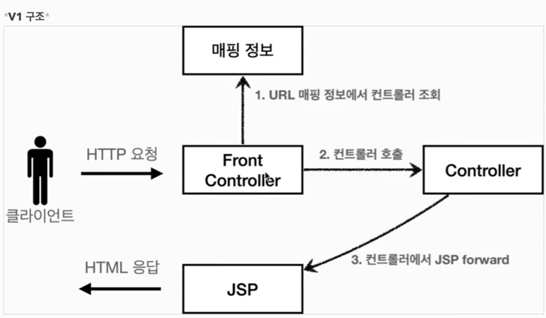 *V1 구조*
매핑 정보
1. URL 매핑 정보에서 컨트롤러 조회
HTTP 요청
Front
Controller
2. 컨트롤러 호출
Controller
클라이언트
3. 컨트롤러에서 JSP forward
HTML 응답
JSP